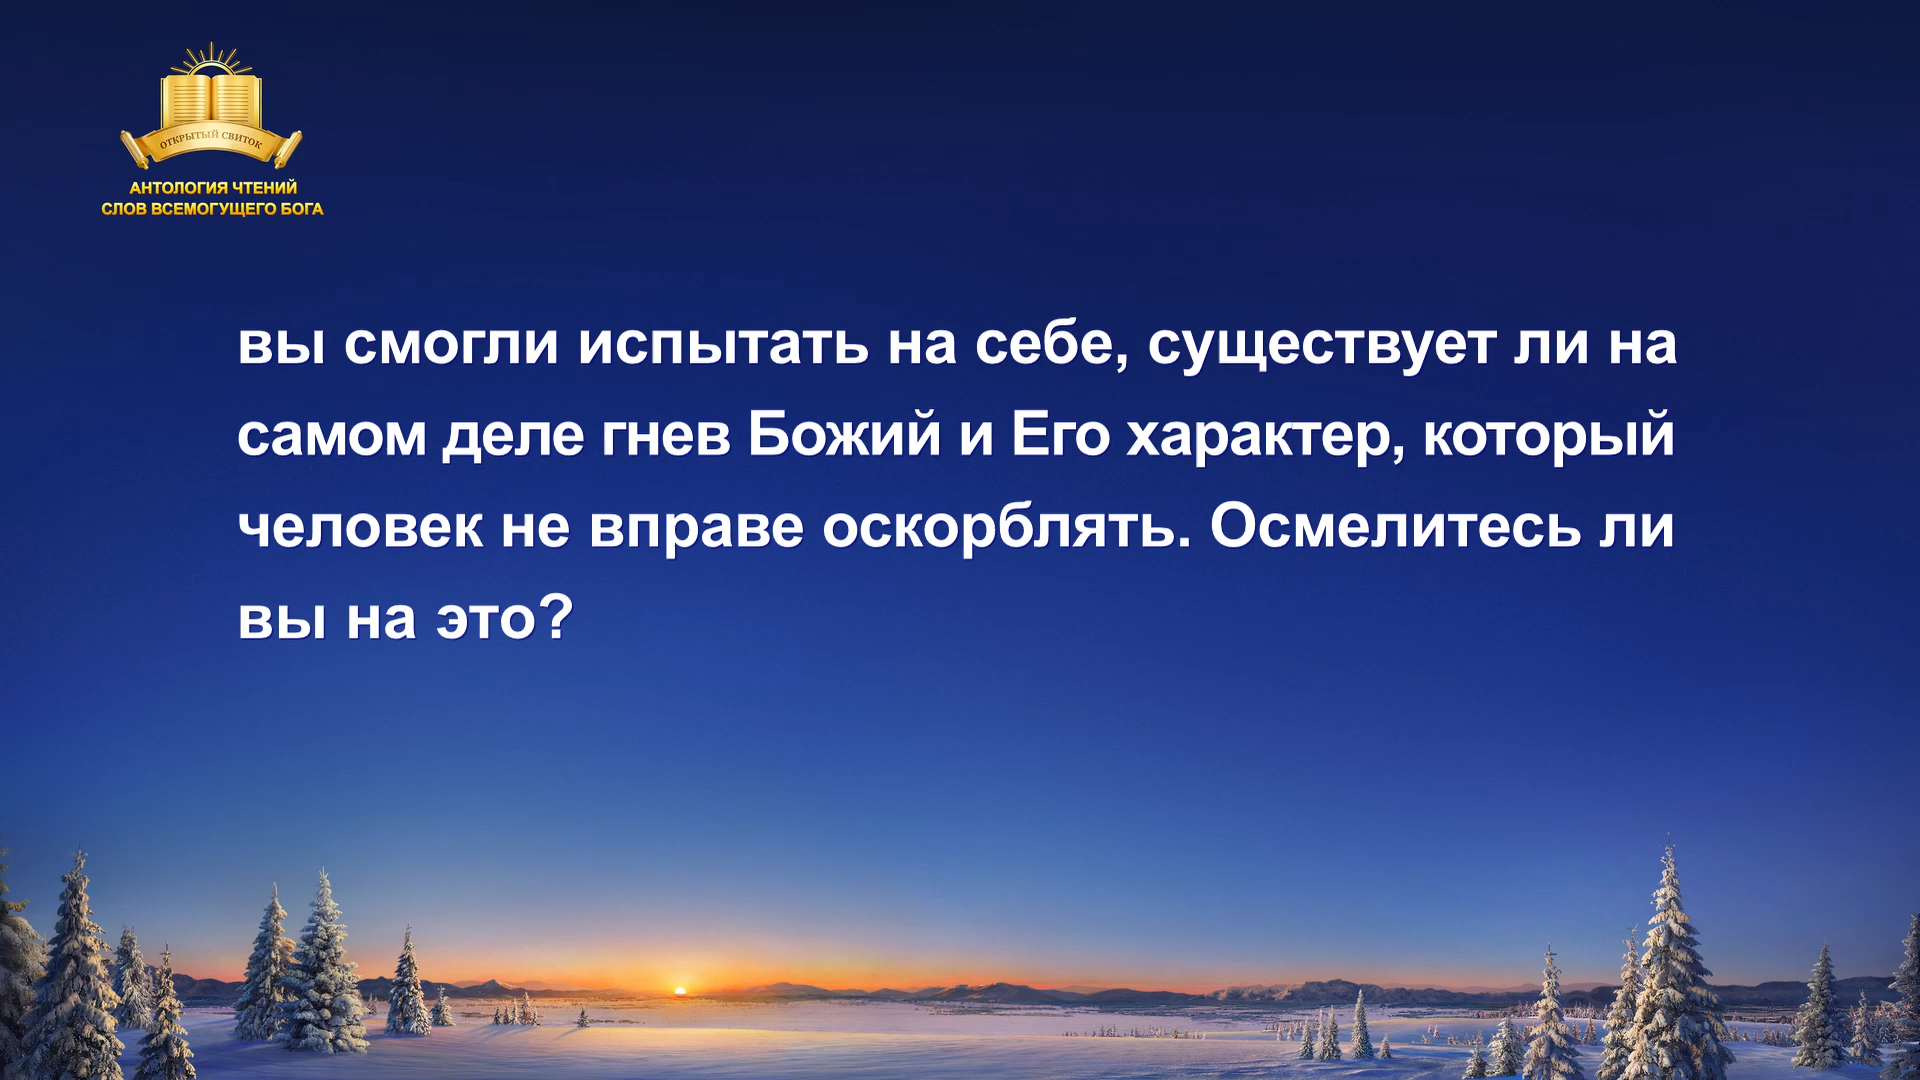 ОТКРЫТЫЙ СВИТОК
АНТОЛОГИЯ ЧТЕНИЙ
СЛОВ ВСЕМОГУЩЕГО БОГА
вы смогли испытать на себе, существует ли на
самом деле гнев Божий и Его характер, который
человек не вправе оскорблять. Осмелитесь ли
вы на это?